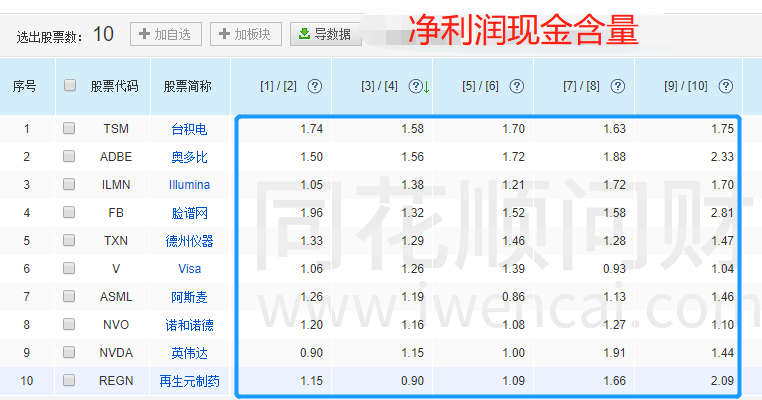 选出股票数: 10 加自选 加板块 导数据 净利润现金含量
序号 股票代码 股票简称 [1] / [2] ? [3] / [4] ?↓ [5] / [6] ? [7] / [8] ? [9] / [10] ?
1 TSM 台积电 1.74 1.58 1.70 1.63 1.75
2 ADBE 奥多比 1.50 1.56 1.72 1.88 2.33
3 ILMN Illumina 1.05 1.38 1.21 1.72 1.70
4 FB 脸谱网 1.96 1.32 1.52 1.58 2.81
5 TXN 德州仪器 1.33 1.29 1.46 1.28 1.47
6 V Visa 1.06 1.26 1.39 0.93 1.04
7 ASML 阿斯麦 1.26 1.19 0.86 1.13 1.46
8 NVO 诺和诺德 1.20 1.16 1.08 1.27 1.10
9 NVDA 英伟达 0.90 1.15 1.00 1.91 1.44
10 REGN 再生元制药 1.15 0.90 1.09 1.66 2.09
同花顺问财
www.iwencai.com